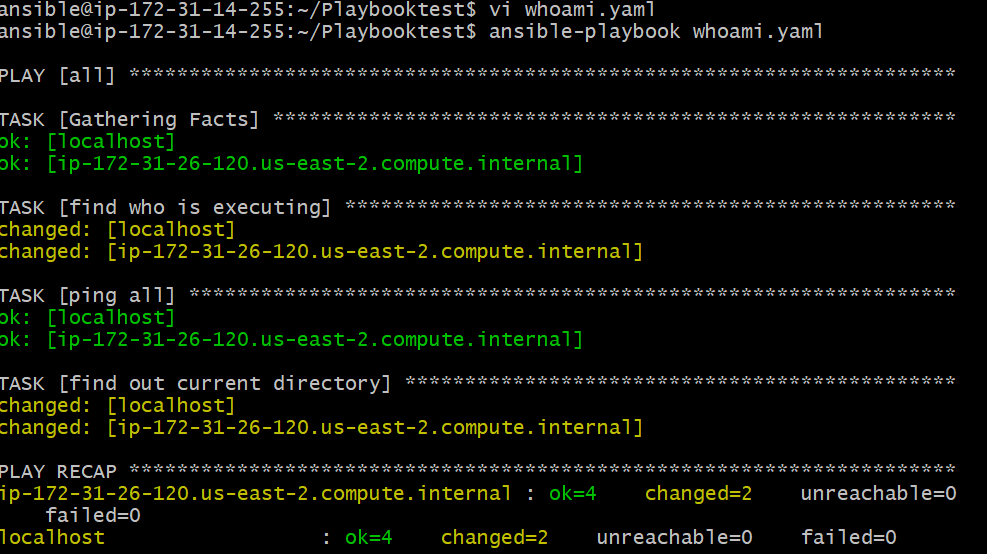 ansible@ip-172-31-14-255:~/Playbooktest$ vi whoami.yaml
ansible@ip-172-31-14-255:~/Playbooktest$ ansible-playbook whoami.yaml
PLAY [all] *********************************************************************
TASK [Gathering Facts] *********************************************************
ok: [localhost]
ok: [ip-172-31-26-120.us-east-2.compute.internal]
TASK [find who is executing] ***************************************************
changed: [localhost]
changed: [ip-172-31-26-120.us-east-2.compute.internal]
TASK [ping all] ****************************************************************
ok: [localhost]
ok: [ip-172-31-26-120.us-east-2.compute.internal]
TASK [find out current directory] **********************************************
changed: [localhost]
changed: [ip-172-31-26-120.us-east-2.compute.internal]
PLAY RECAP *********************************************************************
ip-172-31-26-120.us-east-2.compute.internal : ok=4    changed=2    unreachable=0
failed=0
localhost                  : ok=4    changed=2    unreachable=0    failed=0